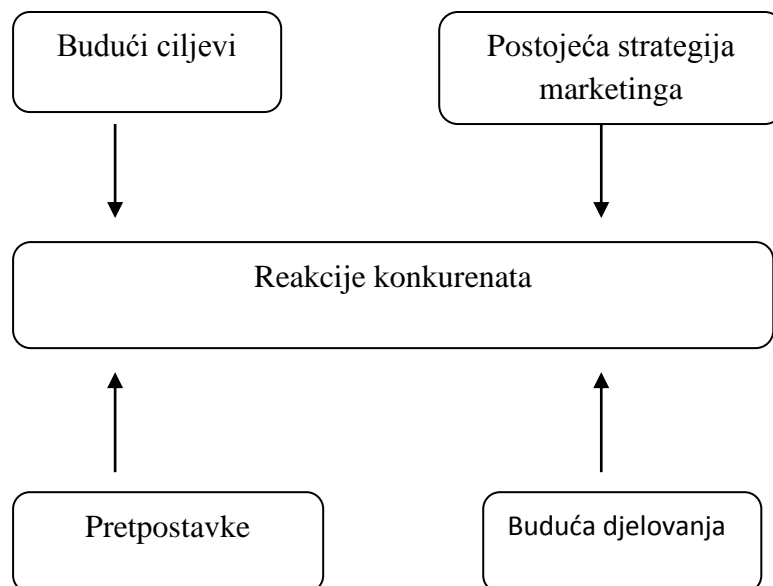 Budući ciljevi
Postojeća strategija
marketinga
Reakcije konkurenata
Pretpostavke
Buduća djelovanja